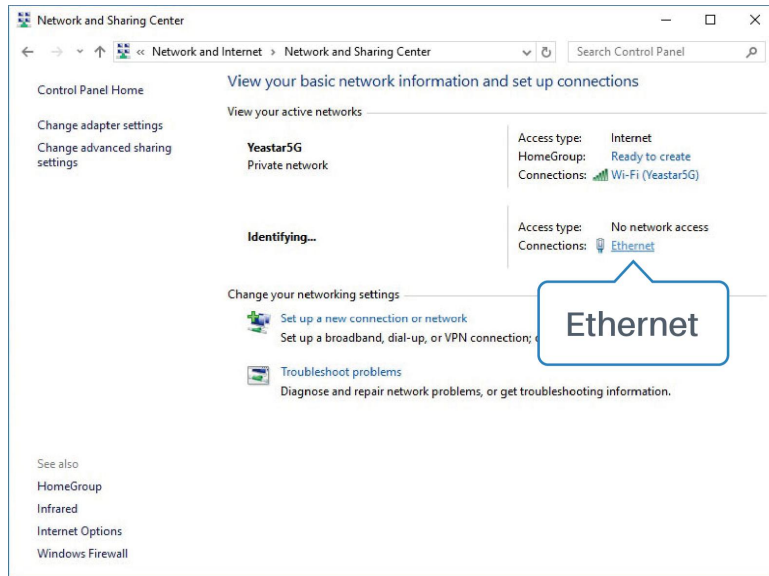 Network and Sharing Center
« Network and Internet > Network and Sharing Center
Search Control Panel
Control Panel Home
Change adapter settings
Change advanced sharing
settings
View your basic network information and set up connections
View your active networks
Yeastar5G
Private network
Access type: Internet
HomeGroup: Ready to create
Connections: Wi-Fi (Yeastar5G)
Identifying...
Access type: No network access
Connections: Ethernet
Ethernet
Change your networking settings
Set up a new connection or network
Set up a broadband, dial-up, or VPN connection;
Troubleshoot problems
Diagnose and repair network problems, or get troubleshooting information.
See also
HomeGroup
Infrared
Internet Options
Windows Firewall